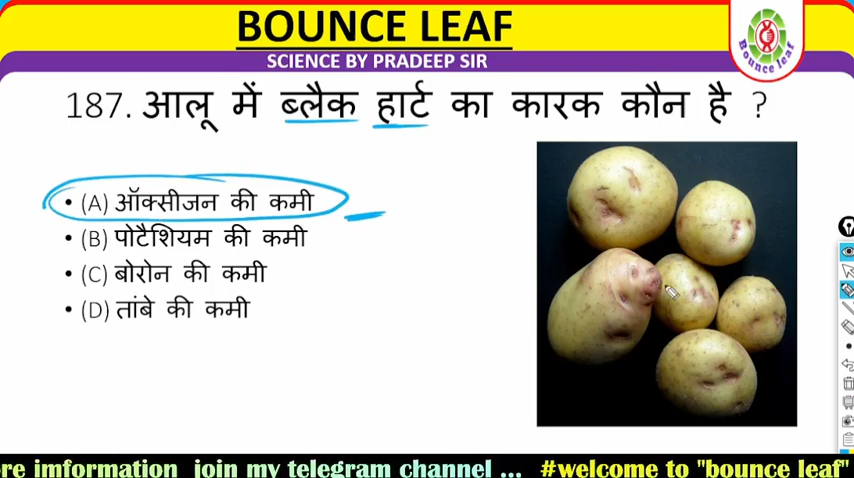 BOUNCE LEAF
SCIENCE BY PRADEEP SIR
Bounce leaf
187. आलू में ब्लैक हार्ट का कारक कौन है ?
• (A) ऑक्सीजन की कमी
• (B) पोटैशियम की कमी
• (C) बोरोन की कमी
• (D) तांबे की कमी
re imformation join my telegram channel ... #welcome to "bounce leaf"